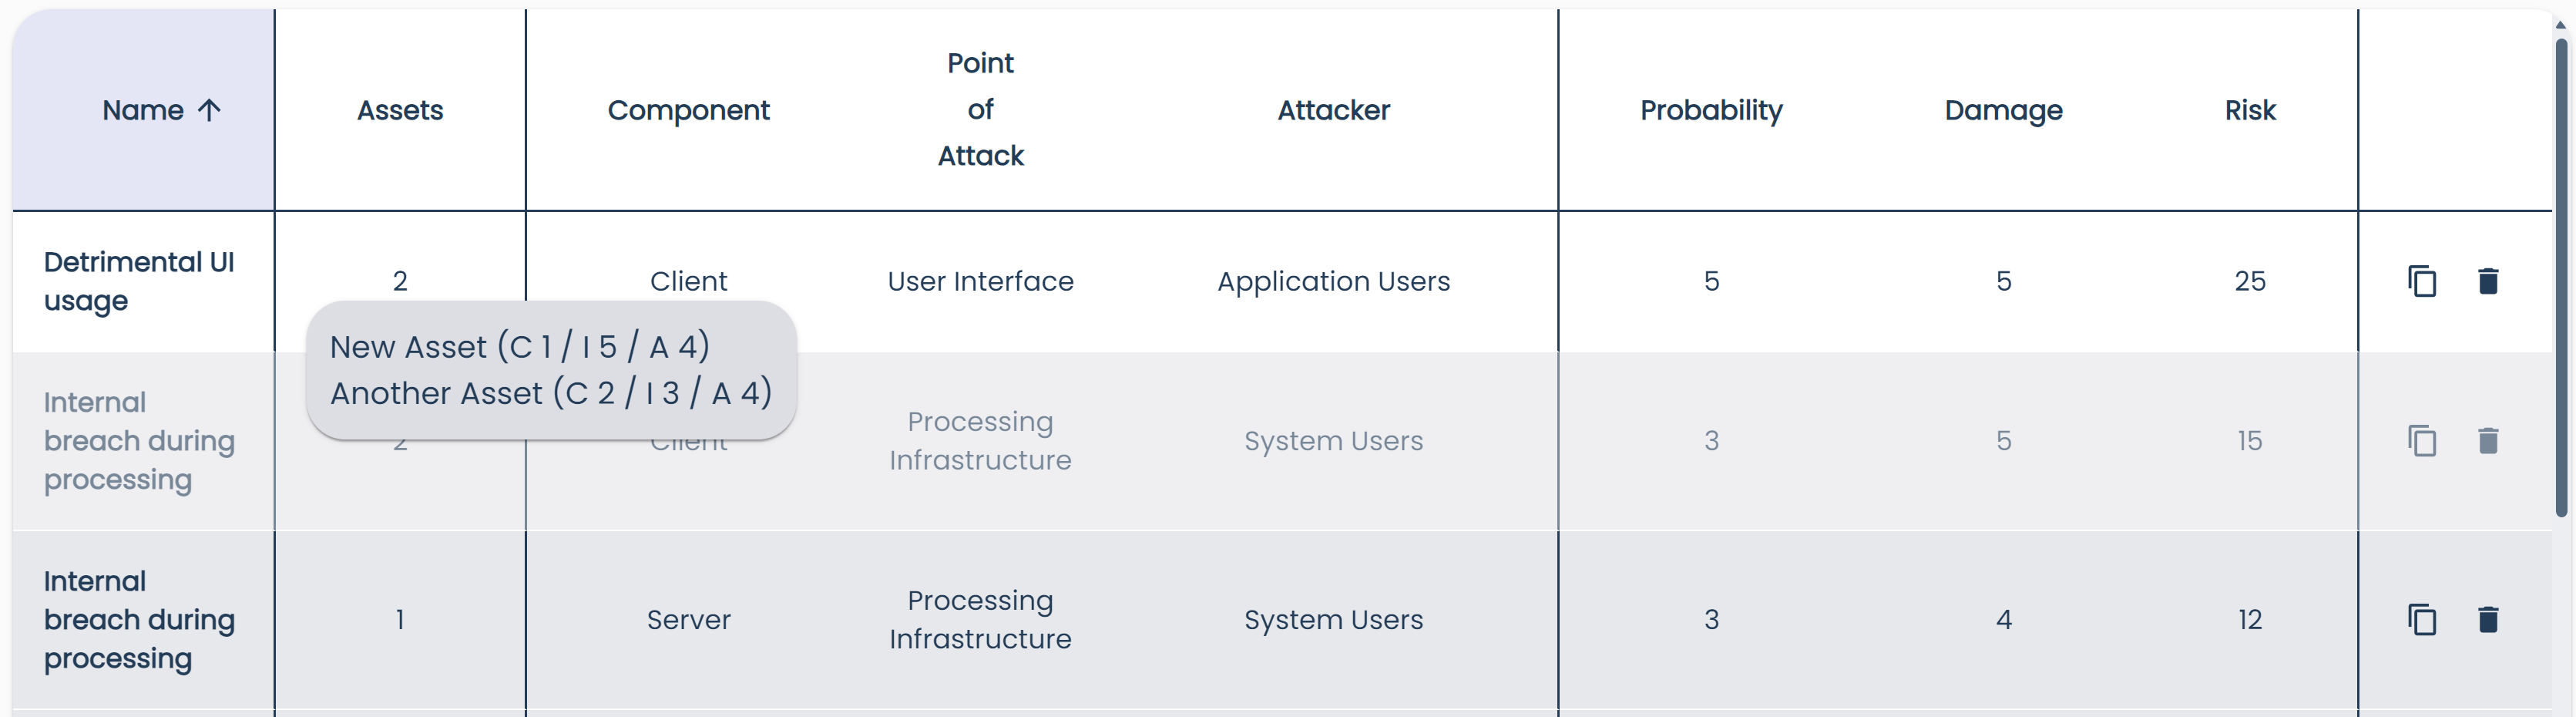 Name
Assets
Component
Point
of
Attack
Attacker
Probability
Damage
Risk
Detrimental UI
usage
2
Client
User Interface
Application Users
5
5
25
New Asset (C 1 / I 5 / A 4)
Another Asset (C 2 / I 3 / A 4)
Internal
breach during
processing
2
Client
Processing
Infrastructure
System Users
3
5
15
Internal
breach during
processing
1
Server
Processing
Infrastructure
System Users
3
4
12